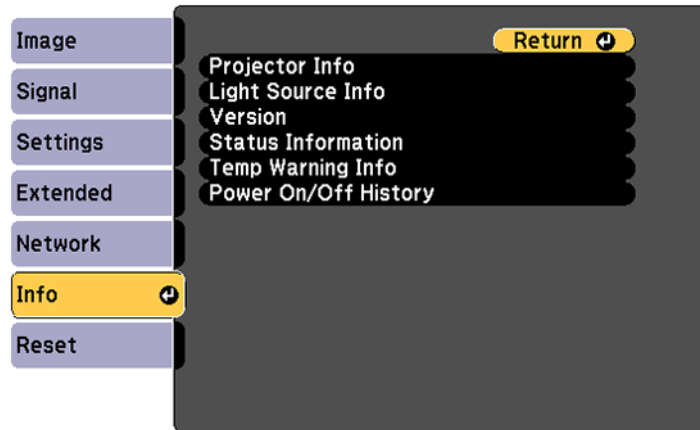 Image
Signal
Settings
Extended
Network
Info
Reset
Return
Projector Info
Light Source Info
Version
Status Information
Temp Warning Info
Power On/Off History